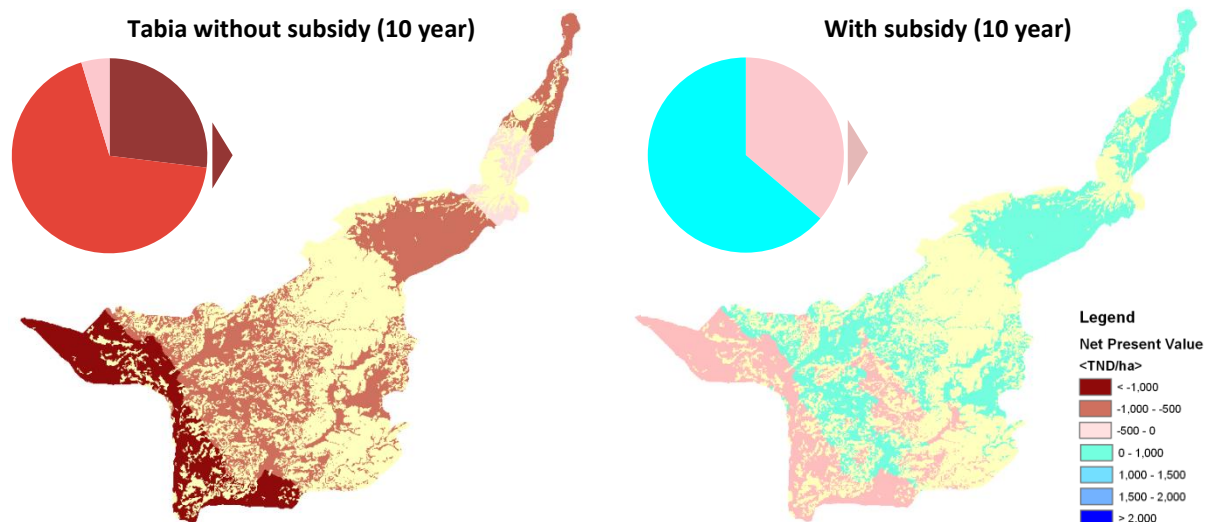 Tabia without subsidy (10 year)
With subsidy (10 year)
Legend
Net Present Value
<TND/ha>
< -1,000
-1,000 - -500
-500 - 0
0 - 1,000
1,000 - 1,500
1,500 - 2,000
> 2,000